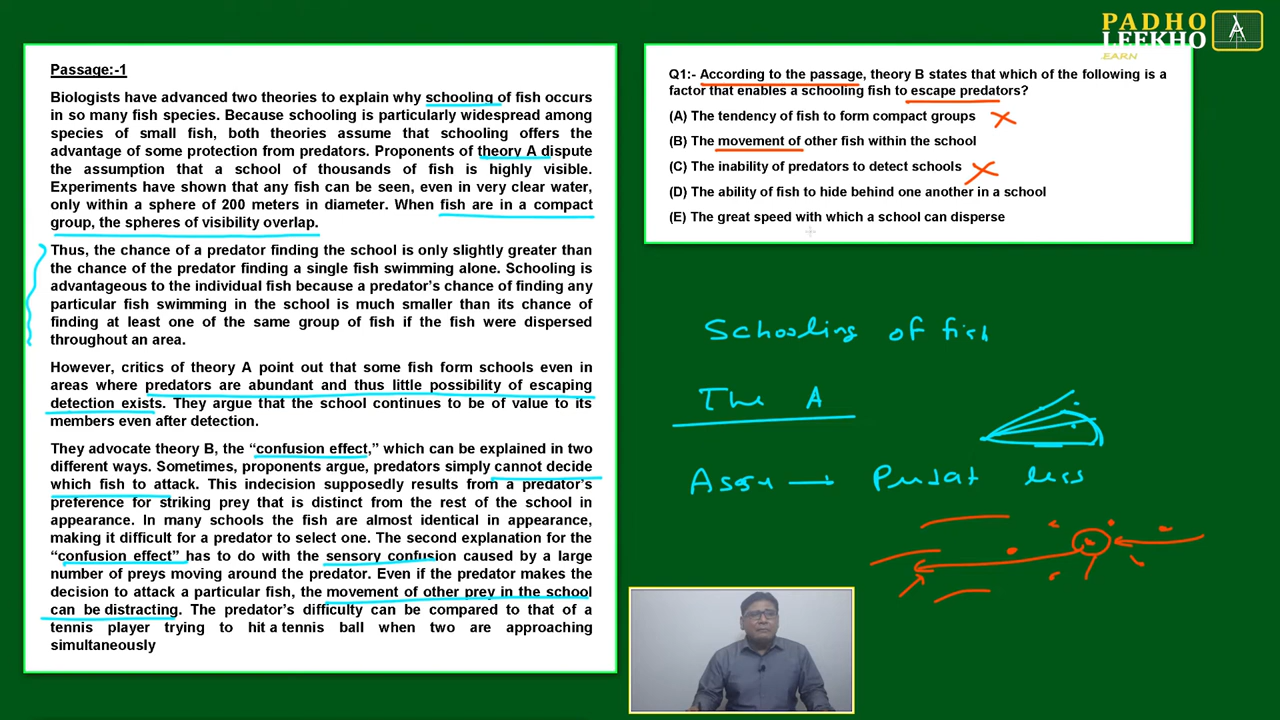 PADHO
LEEKHO
LEARN
Passage:-1
Biologists have advanced two theories to explain why schooling of fish occurs
in so many fish species. Because schooling is particularly widespread among
species of small fish, both theories assume that schooling offers the
advantage of some protection from predators. Proponents of theory A dispute
the assumption that a school of thousands of fish is highly visible.
Experiments have shown that any fish can be seen, even in very clear water,
only within a sphere of 200 meters in diameter. When fish are in a compact
group, the spheres of visibility overlap.
Thus, the chance of a predator finding the school is only slightly greater than
the chance of the predator finding a single fish swimming alone. Schooling is
advantageous to the individual fish because a predator's chance of finding any
particular fish swimming in the school is much smaller than its chance of
finding at least one of the same group of fish if the fish were dispersed
throughout an area.
However, critics of theory A point out that some fish form schools even in
areas where predators are abundant and thus little possibility of escaping
detection exists. They argue that the school continues to be of value to its
members even after detection.
They advocate theory B, the “confusion effect,” which can be explained in two
different ways. Sometimes, proponents argue, predators simply cannot decide
which fish to attack. This indecision supposedly results from a predator's
preference for striking prey that is distinct from the rest of the school in
appearance. In many schools the fish are almost identical in appearance,
making it difficult for a predator to select one. The second explanation for the
“confusion effect” has to do with the sensory confusion caused by a large
number of preys moving around the predator. Even if the predator makes the
decision to attack a particular fish, the movement of other prey in the school
can be distracting. The predator's difficulty can be compared to that of a
tennis player trying to hit a tennis ball when two are approaching
simultaneously
Q1:- According to the passage, theory B states that which of the following is a
factor that enables a schooling fish to escape predators?
(A) The tendency of fish to form compact groups
(B) The movement of other fish within the school
(C) The inability of predators to detect schools
(D) The ability of fish to hide behind one another in a school
(E) The great speed with which a school can disperse
Schooling of fish
The A